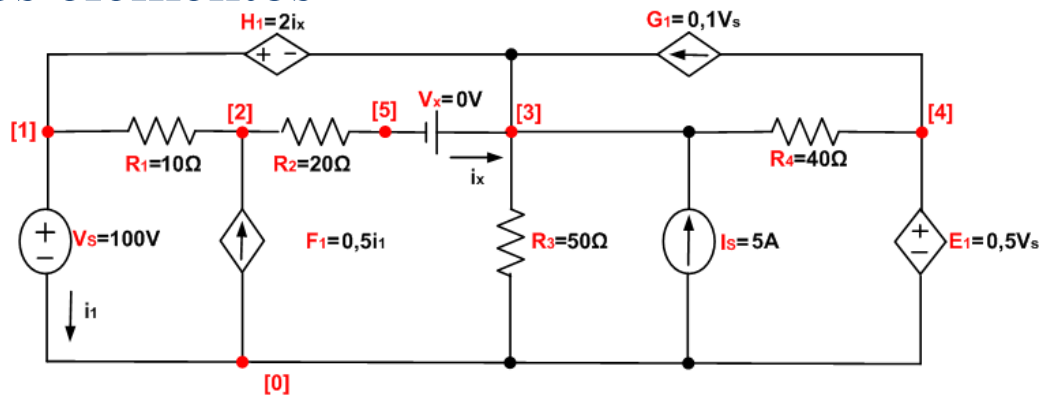 H1=2ix
G1=0,1Vs
+ -
Vx=0V
[1]
[2]
[5]
[3]
[4]
R1=10Ω
R2=20Ω
ix
R4=40Ω
+
-
VS=100V
F1=0,5i1
R3=50Ω
IS=5A
+
-
E1=0,5Vs
i1
[0]